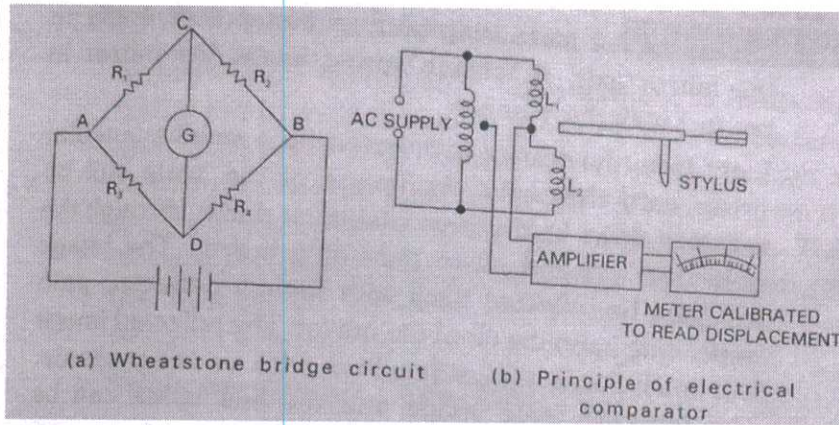 C
R₁
R₂
A
G
B
R₃
R₄
D
AC SUPPLY
L₁
L₂
STYLUS
AMPLIFIER
METER CALIBRATED
TO READ DISPLACEMENT
(a) Wheatstone bridge circuit
(b) Principle of electrical
comparator